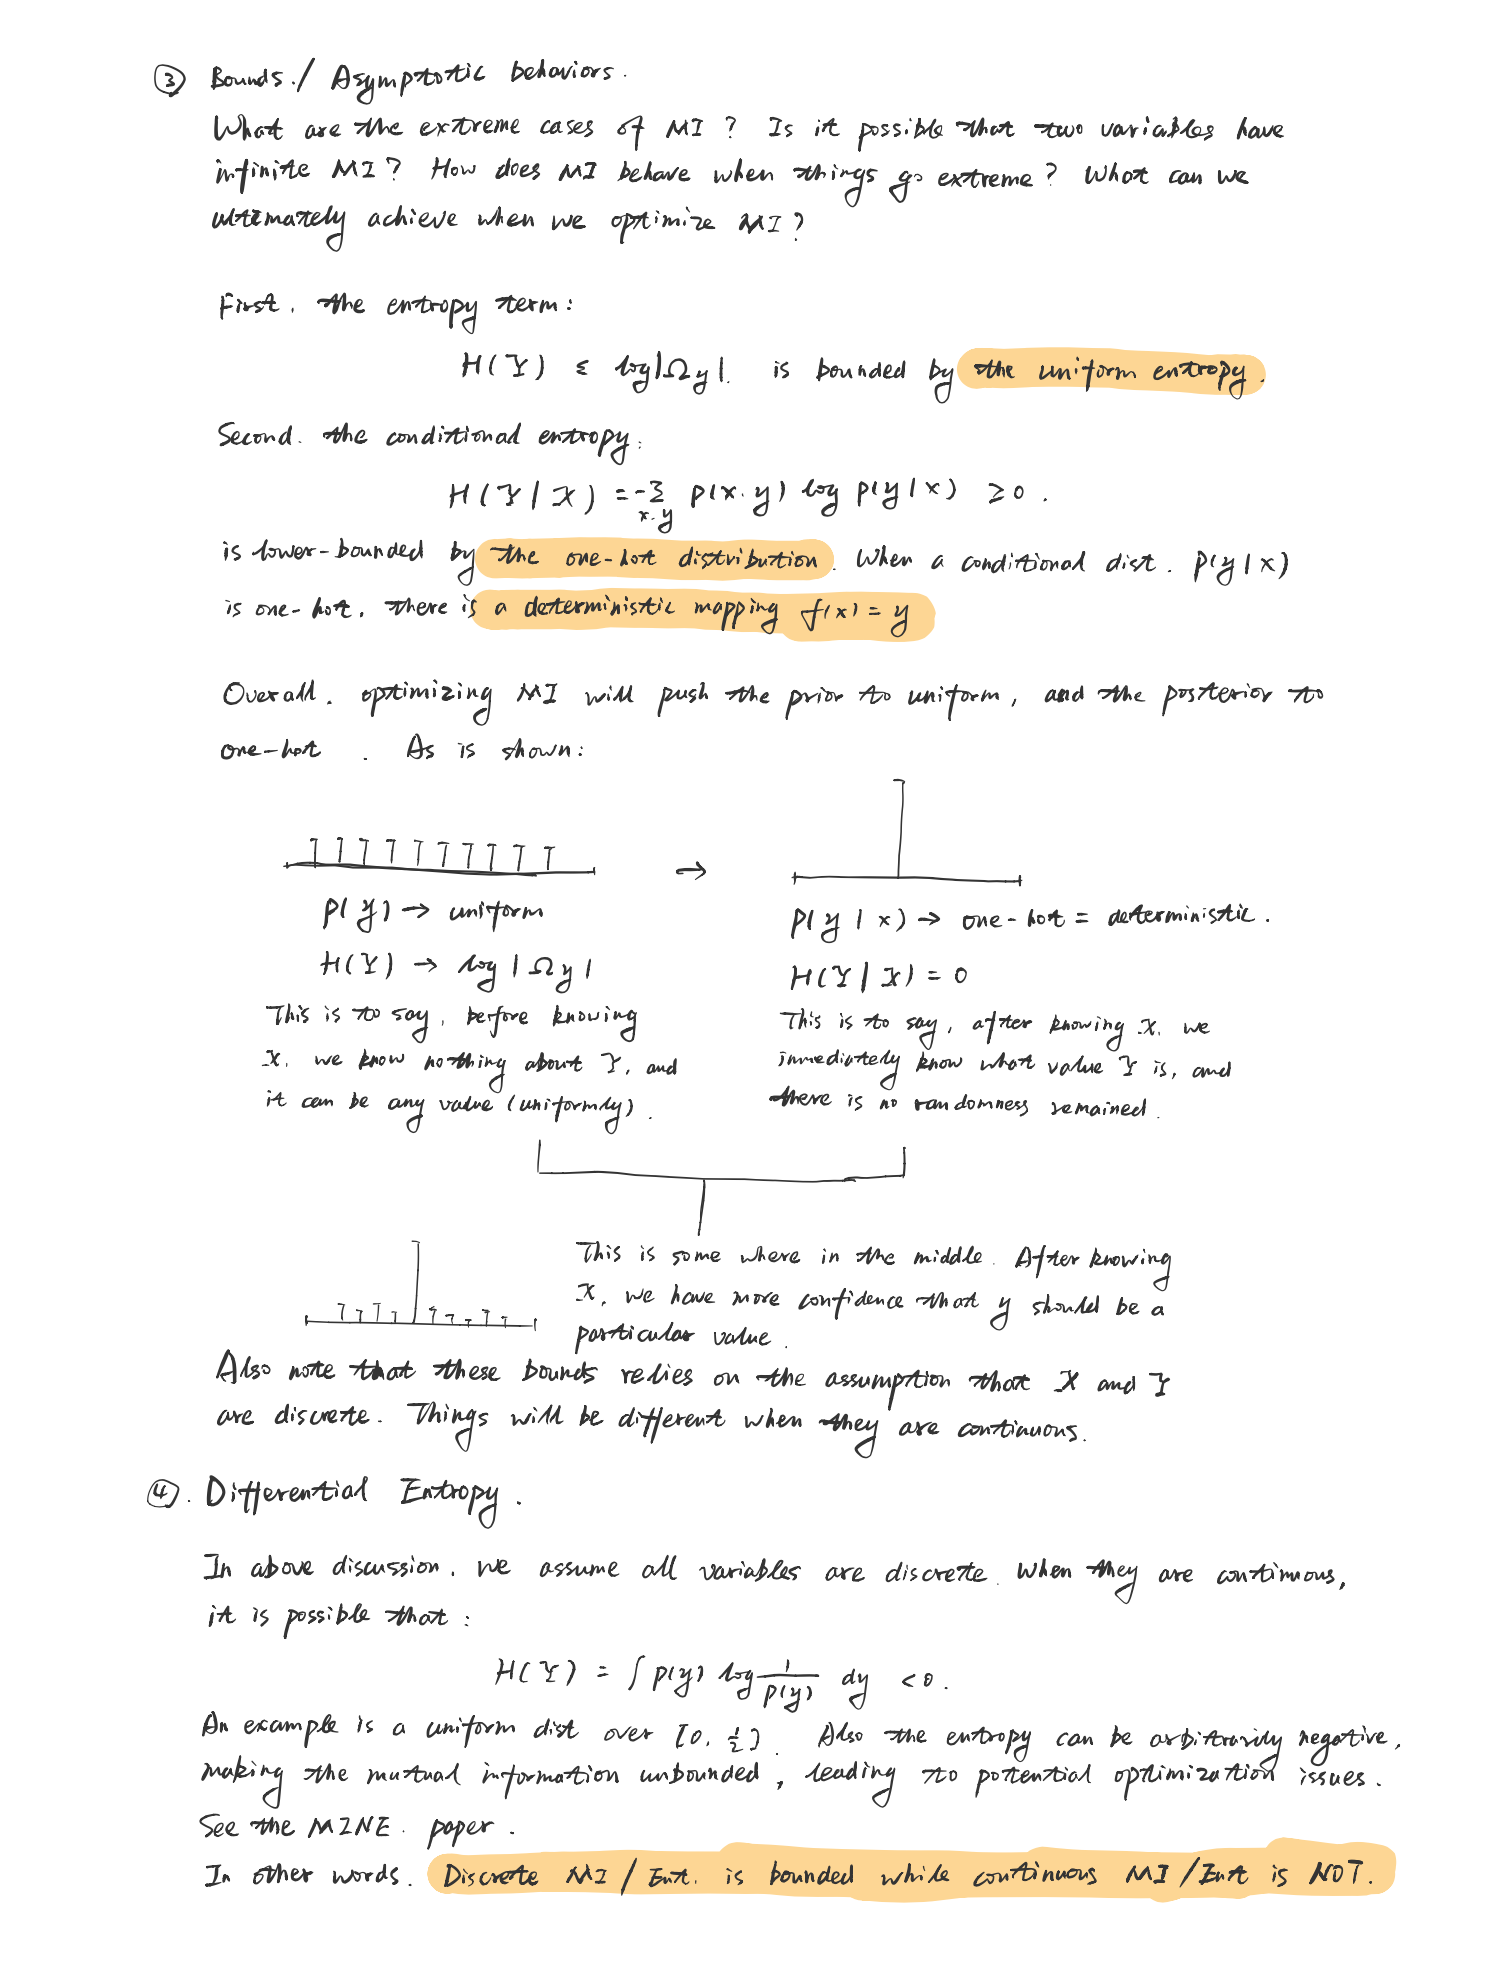 ③ Bounds./ Asymptotic behaviors.
What are the extreme cases of MI? Is it possible that two variables have
infinite MI? How does MI behave when things go extreme? What can we
ultimately achieve when we optimize MI?
First, the entropy term:
H(Y) ≤ log|Ω_y|. is bounded by the uniform entropy.
Second. the conditional entropy:
H(Y|X) = -Σ_{x,y} p(x,y) log p(y|x) ≥ 0.
is lower-bounded by the one-hot distribution. When a conditional dist. p(y|x)
is one-hot, there is a deterministic mapping f(x) = y
Overall, optimizing MI will push the prior to uniform, and the posterior to
one-hot. As is shown:
→
p(y) → uniform
H(Y) → log|Ω_y|
This is to say, before knowing
X, we know nothing about Y, and
it can be any value (uniformly).
p(y|x) → one-hot = deterministic.
H(Y|X) = 0
This is to say, after knowing X, we
immediately know what value Y is, and
there is no randomness remained.
This is some where in the middle. After knowing
X, we have more confidence that y should be a
particular value.
Also note that these bounds relies on the assumption that X and Y
are discrete. Things will be different when they are continuous.
④. Differential Entropy.
In above discussion, we assume all variables are discrete. When they are continuous,
it is possible that:
H(Y) = ∫ p(y) log 1/p(y) dy < 0.
An example is a uniform dist over [0, 1/2]. Also the entropy can be arbitrarily negative,
making the mutual information unbounded, leading to potential optimization issues.
See the MINE. paper.
In other words. Discrete MI/Ent. is bounded while continuous MI/Ent is NOT.